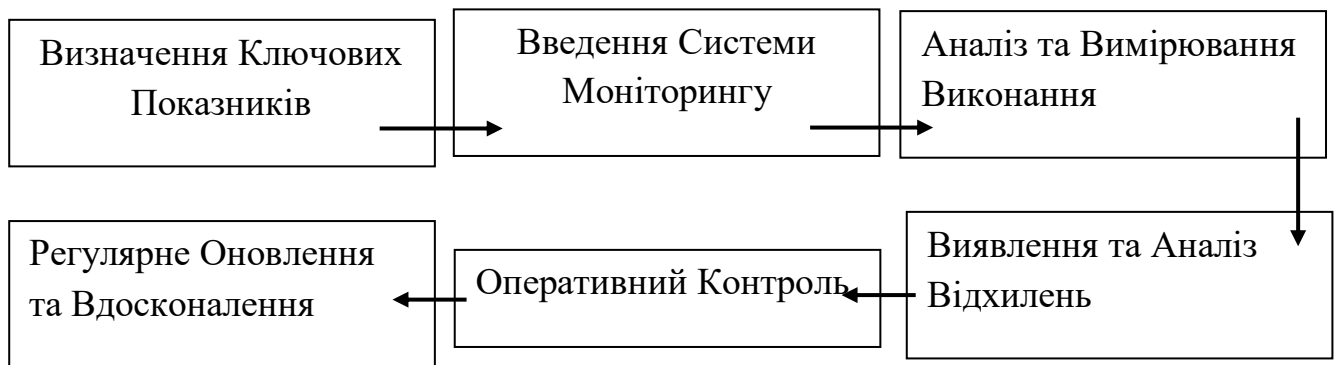 Визначення Ключових
Показників
Введення Системи
Моніторингу
Аналіз та Вимірювання
Виконання
Виявлення та Аналіз
Відхилень
Оперативний Контроль
Регулярне Оновлення
та Вдосконалення